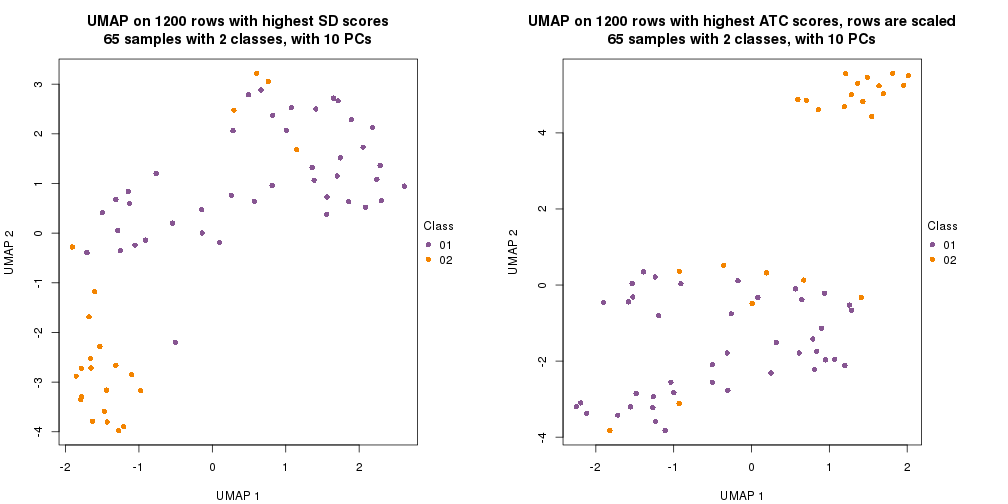 UMAP on 1200 rows with highest SD scores
65 samples with 2 classes, with 10 PCs
3
2
1
0
-1
-2
-3
-4
UMAP 2
-2
-1
0
1
2
UMAP 1
Class
01
02
UMAP on 1200 rows with highest ATC scores, rows are scaled
65 samples with 2 classes, with 10 PCs
4
2
0
-2
-4
UMAP 2
-2
-1
0
1
2
UMAP 1
Class
01
02